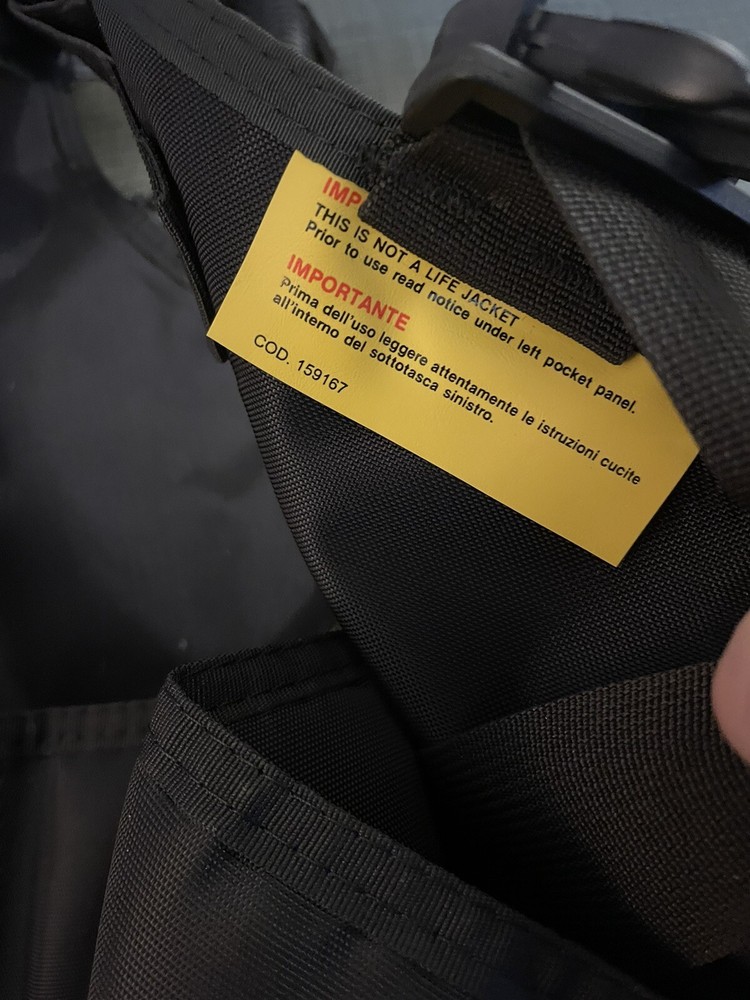 IMP
THIS IS NOT A LIFE JACKET
Prior to use read notice under left pocket panel.
IMPORTANTE
Prima dell'uso leggere attentamente le istruzioni cucite
all'interno del sottotasca sinistro.
COD. 159167